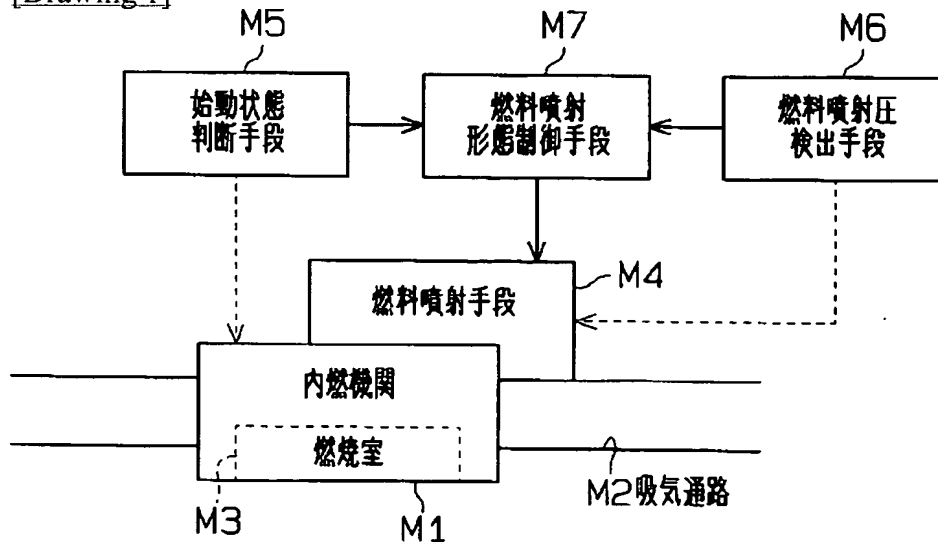 [Drawing 1]
M5
M7
M6
始動状態
判断手段
燃料噴射
形態制御手段
燃料噴射圧
検出手段
燃料噴射手段
M4
内燃機関
燃焼室
M3
M1
M2吸気通路